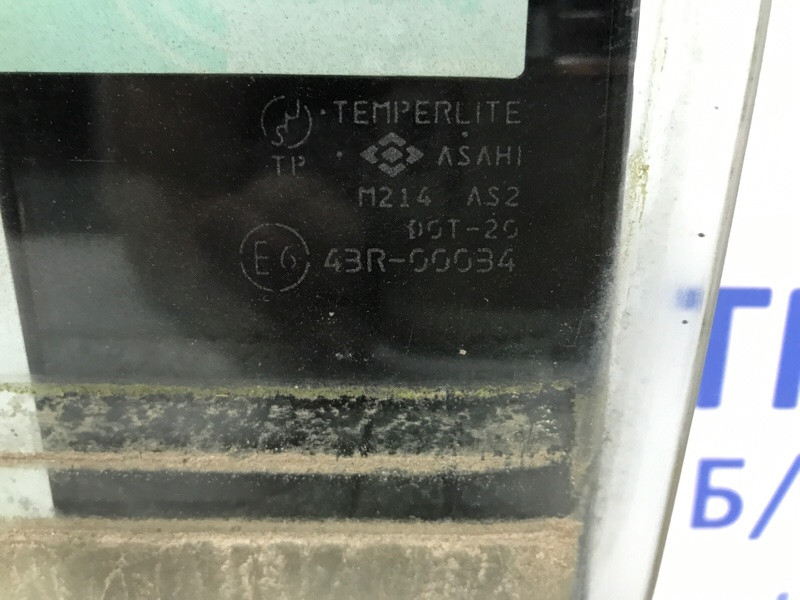 TEMPERLITE
TP ASAHI
M214 AS2
DOT-20
E6 43R-00034
Б/